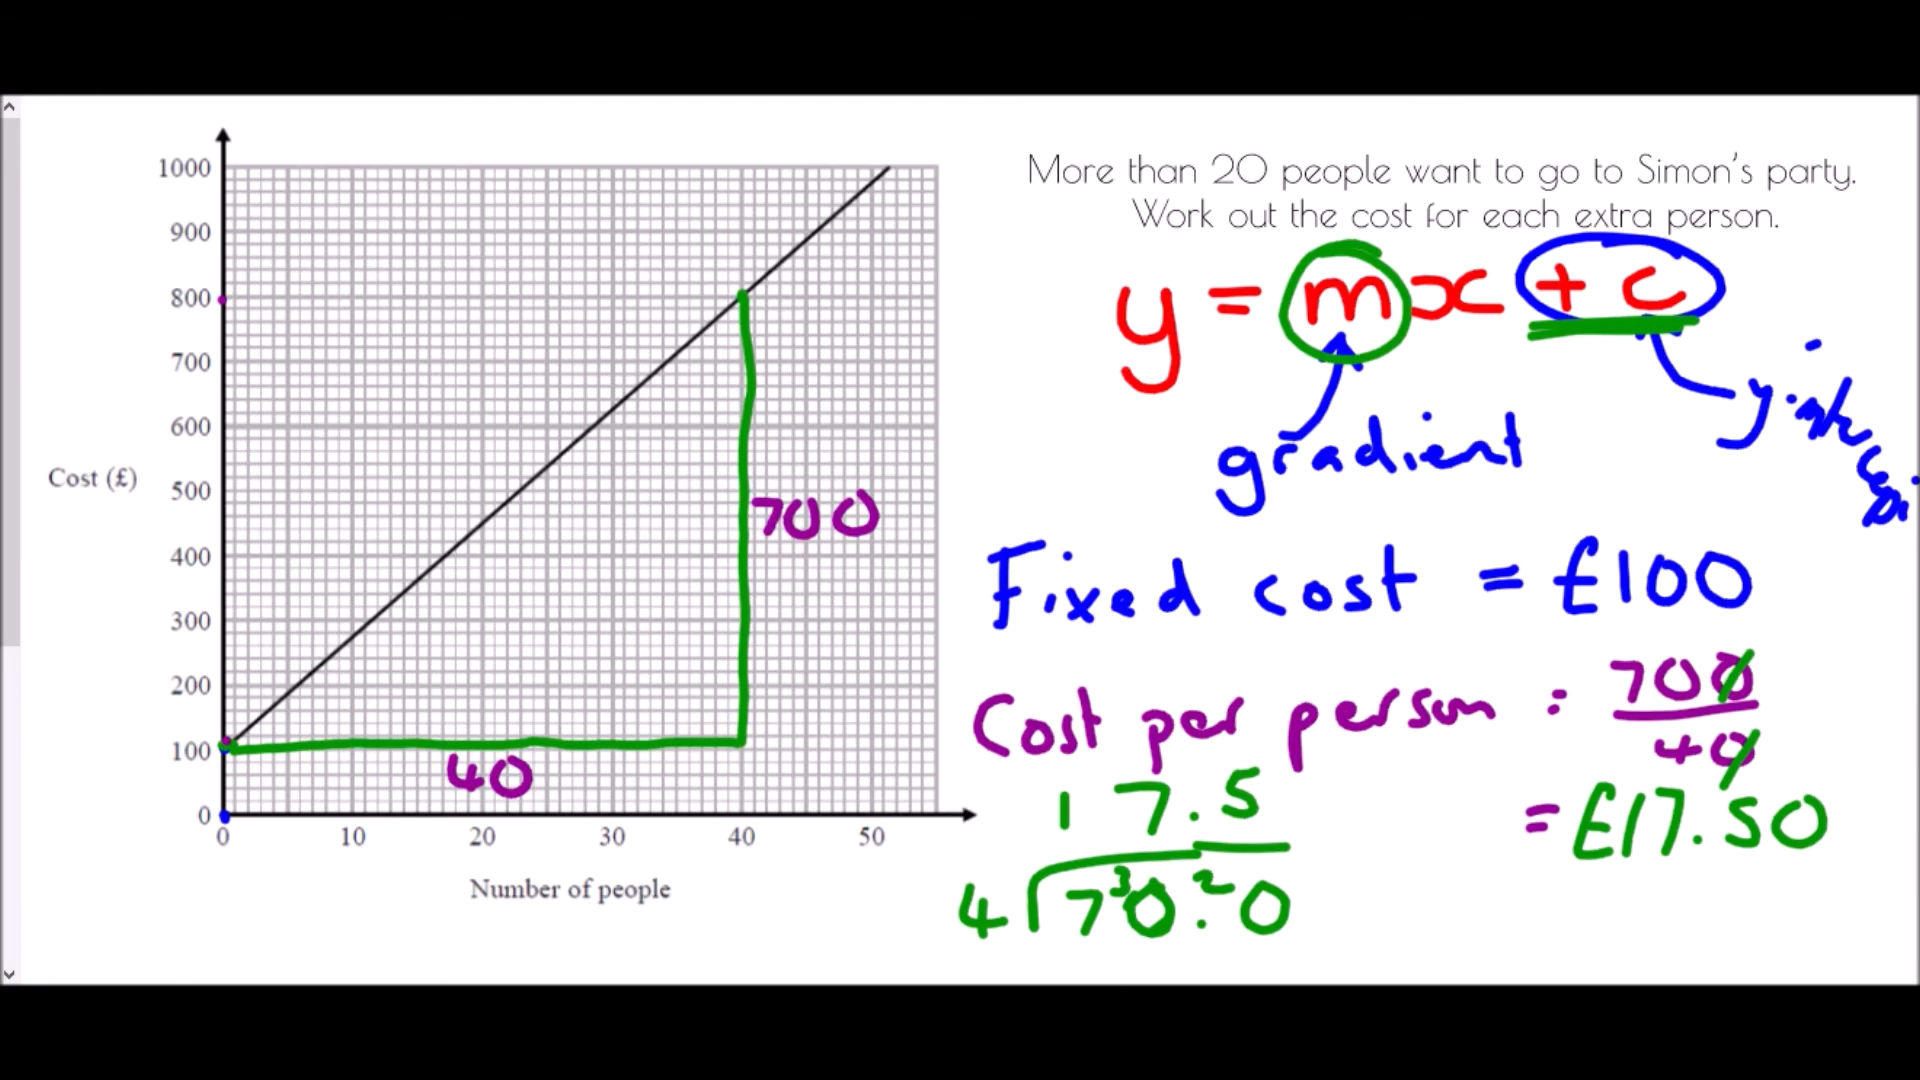 1000
900
800
700
600
Cost (£)
500
400
300
200
100
0
0 10 20 30 40 50
Number of people
700
40
More than 20 people want to go to Simon's party.
Work out the cost for each extra person.
y = mx + c
gradient
Fixed cost = £100
Cost per person = 700
40
= £17.50
17.5
4 7³0.²0